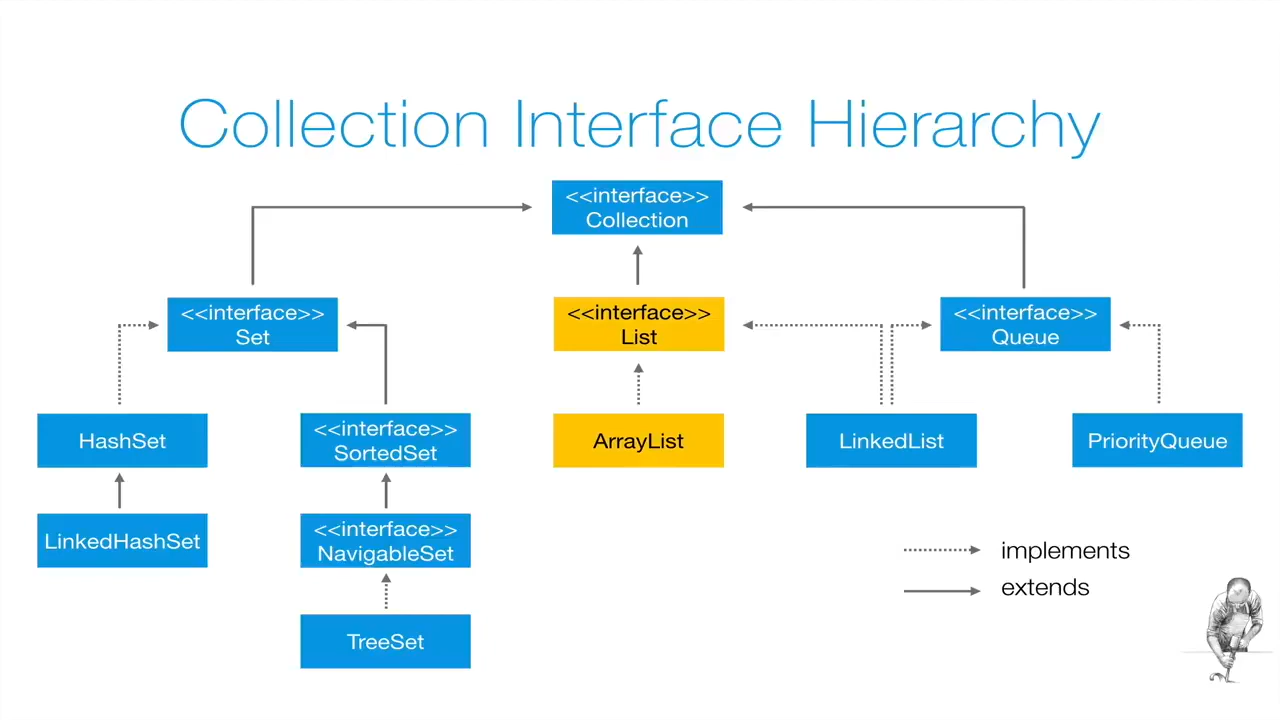 Collection Interface Hierarchy
<<interface>>
Collection
<<interface>>
Set
<<interface>>
List
<<interface>>
Queue
HashSet
<<interface>>
SortedSet
ArrayList
LinkedList
PriorityQueue
LinkedHashSet
<<interface>>
NavigableSet
implements
extends
TreeSet